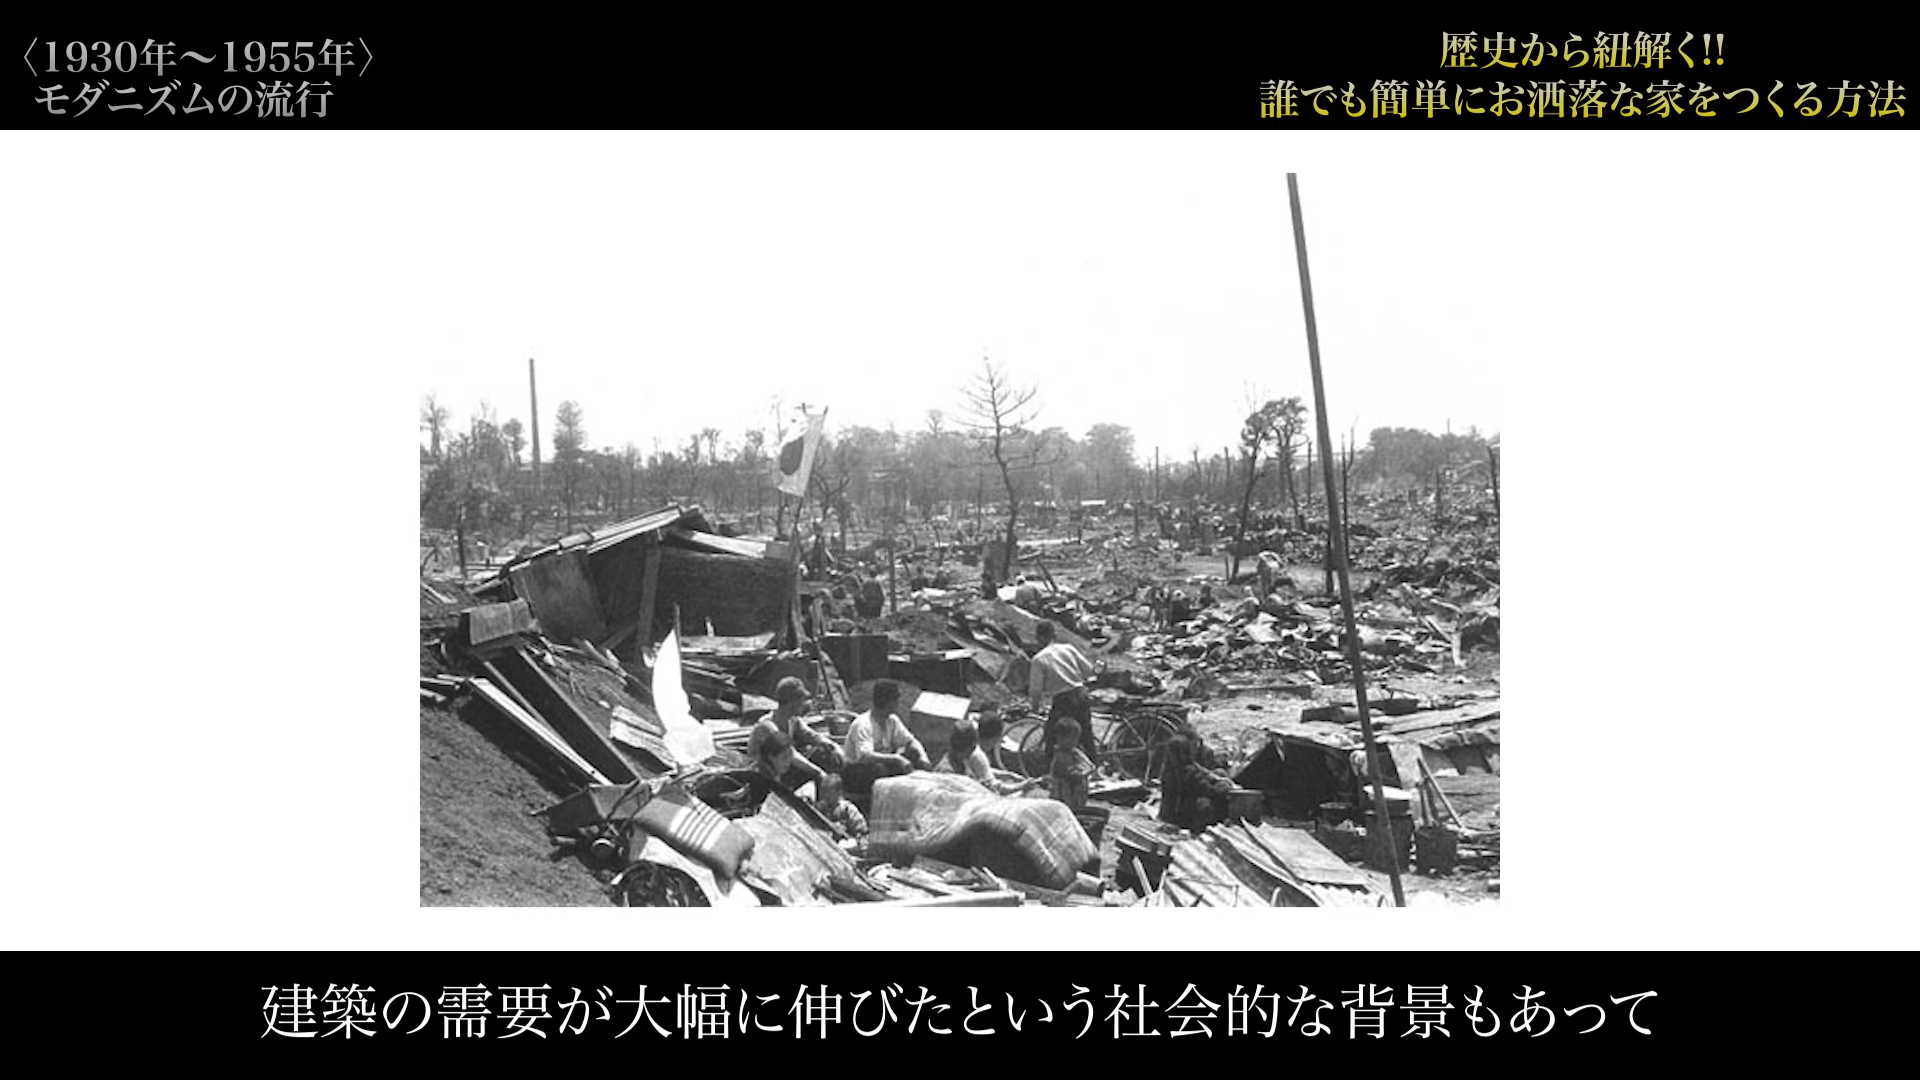 〈1930年〜1955年〉
モダニズムの流行
歴史から紐解く!!
誰でも簡単にお洒落な家をつくる方法
建築の需要が大幅に伸びたという社会的な背景もあって